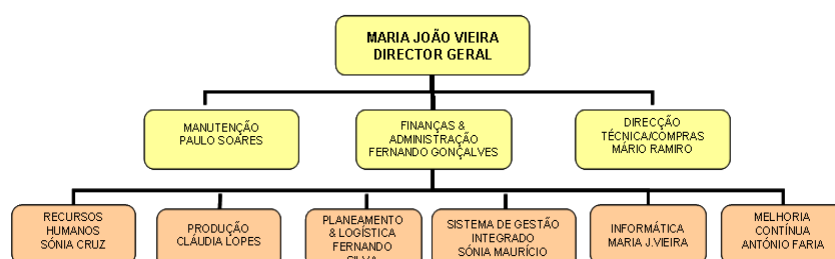 MARIA JOÃO VIEIRA
DIRECTOR GERAL
MANUTENÇÃO
PAULO SOARES
FINANÇAS &
ADMINISTRAÇÃO
FERNANDO GONÇALVES
DIRECÇÃO
TÉCNICA/COMPRAS
MÁRIO RAMIRO
RECURSOS
HUMANOS
SÓNIA CRUZ
PRODUÇÃO
CLÁUDIA LOPES
PLANEAMENTO
& LOGÍSTICA
FERNANDO
SILVA
SISTEMA DE GESTÃO
INTEGRADO
SÓNIA MAURÍCIO
INFORMÁTICA
MARIA J.VIEIRA
MELHORIA
CONTÍNUA
ANTÓNIO FARIA